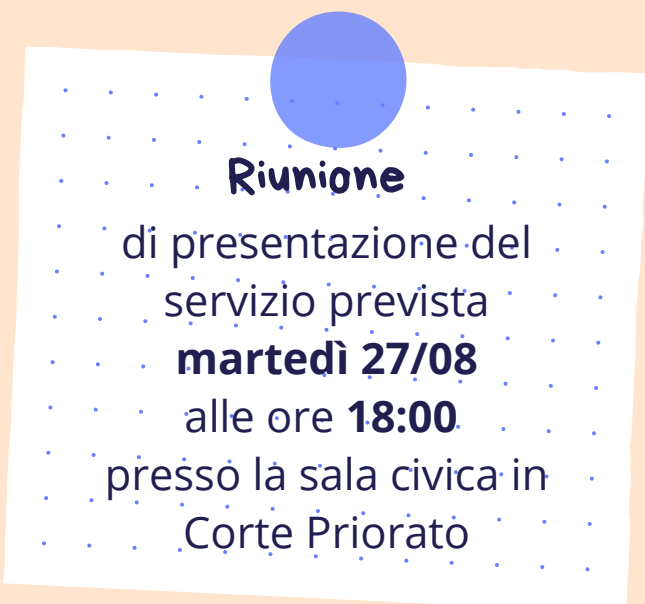 Riunione
di presentazione del
servizio prevista
martedì 27/08
alle ore 18:00
presso la sala civica in
Corte Priorato